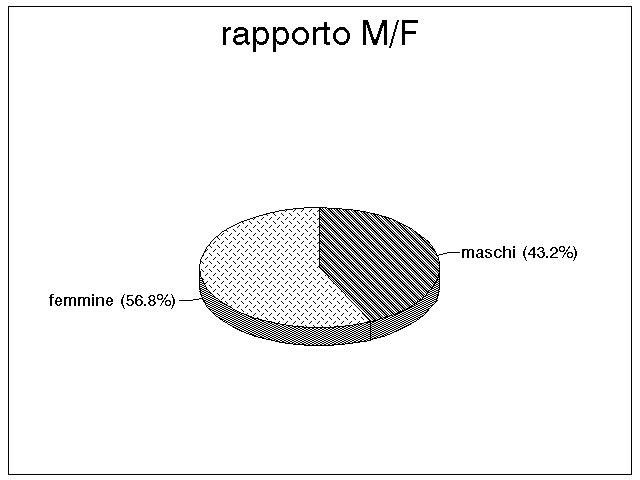 rapporto M/F
maschi (43.2%)
femmine (56.8%)